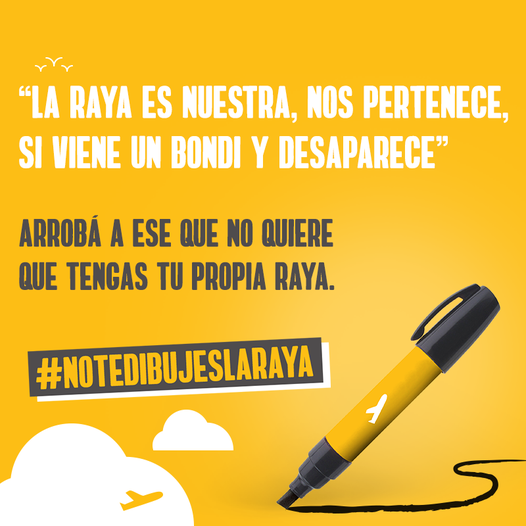 “LA RAYA ES NUESTRA, NOS PERTENECE,
SI VIENE UN BONDI Y DESAPARECE”
ARROBÁ A ESE QUE NO QUIERE
QUE TENGAS TU PROPIA RAYA.
#NOTEDIBUJESLARAYA